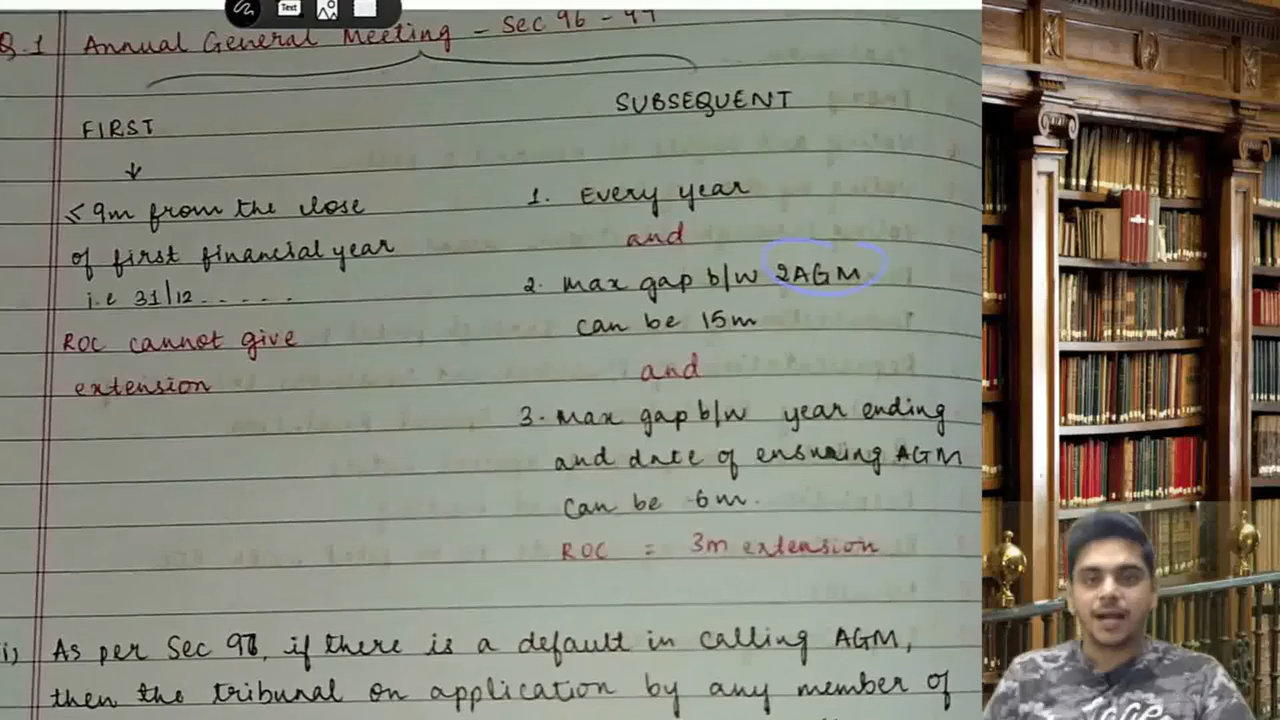 Text
Q.1 Annual General Meeting - Sec 96 -
FIRST
↓
≤ 9m from the close
of first financial year
i.e 31/12 . . . . .
ROC cannot give
extension
SUBSEQUENT
1. Every year
and
2. Max gap b/w 2AGM
can be 15m
and
3. Max gap b/w year ending
and date of ensuing AGM
can be 6m.
ROC = 3m extension
i) As per Sec 97, if there is a default in calling AGM,
then the tribunal on application by any member of